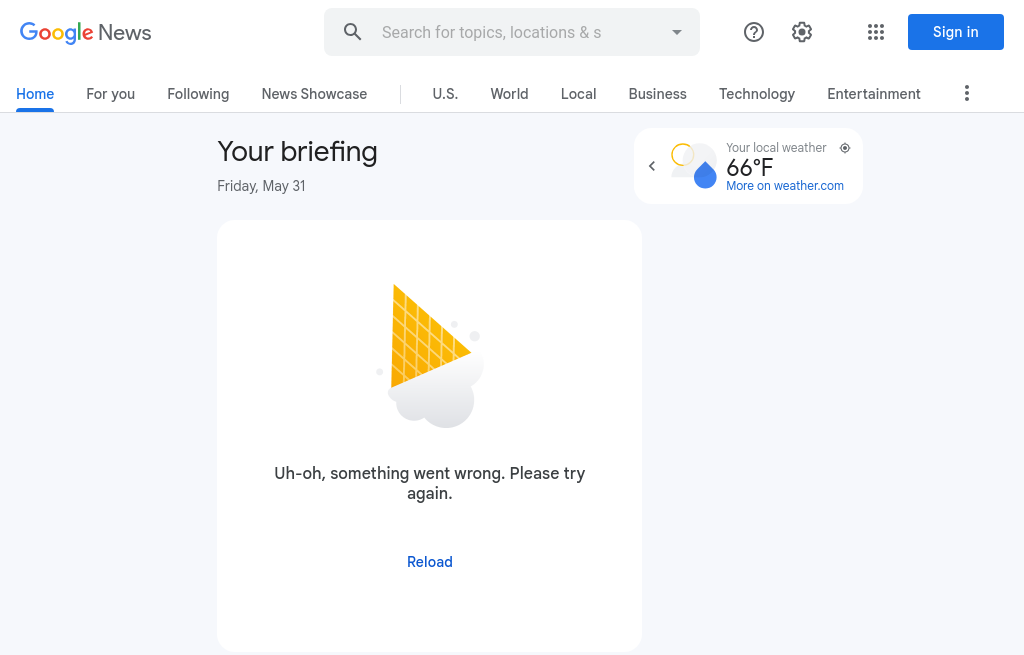 Google News
Search for topics, locations & s
Sign in
Home For you Following News Showcase U.S. World Local Business Technology Entertainment
Your briefing
Friday, May 31
Your local weather
66°F
More on weather.com
Uh-oh, something went wrong. Please try
again.
Reload